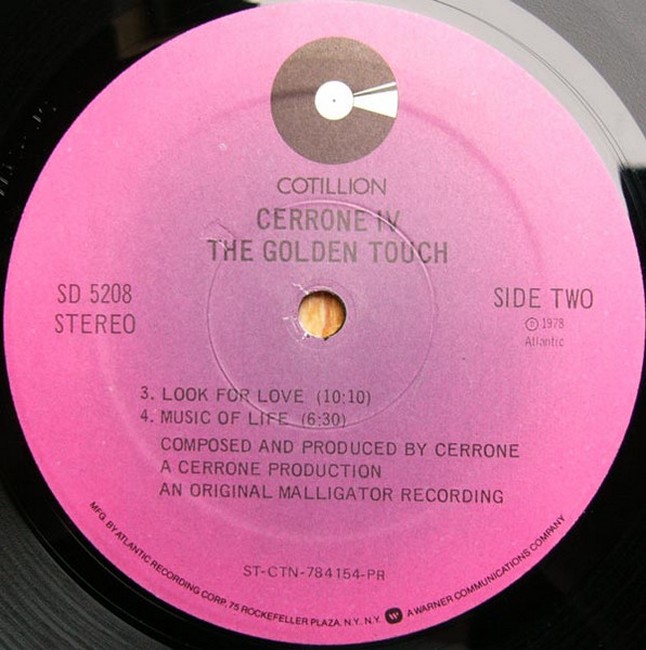 COTILLION
CERRONE IV
THE GOLDEN TOUCH
SD 5208
STEREO
SIDE TWO
Ⓟ 1978
Atlantic
3. LOOK FOR LOVE (10:10)
4. MUSIC OF LIFE (6:30)
COMPOSED AND PRODUCED BY CERRONE
A CERRONE PRODUCTION
AN ORIGINAL MALLIGATOR RECORDING
ST-CTN-784154-PR
MFG. BY ATLANTIC RECORDING CORP. 75 ROCKEFELLER PLAZA. N.Y. N.Y. W A WARNER COMMUNICATIONS COMPANY